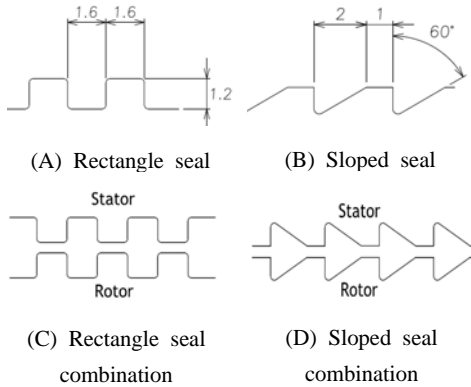 1.6 1.6
1.2
2 1
60°
(A) Rectangle seal
(B) Sloped seal
Stator
Rotor
Stator
Rotor
(C) Rectangle seal
combination
(D) Sloped seal
combination